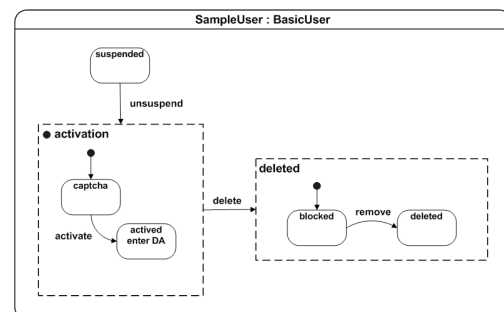 SampleUser : BasicUser
suspended
unsuspend
activation
captcha
activate
actived
enter DA
delete
deleted
blocked
remove
deleted